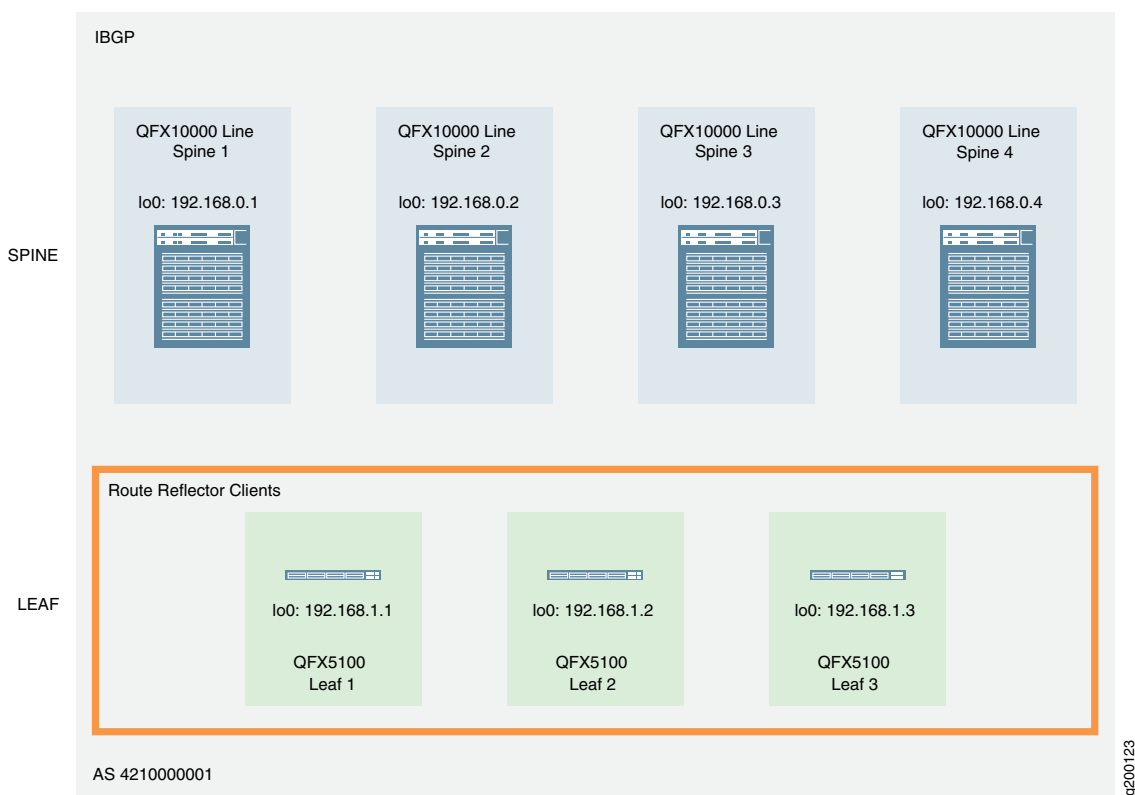 IBGP
QFX10000 Line
Spine 1
lo0: 192.168.0.1
QFX10000 Line
Spine 2
lo0: 192.168.0.2
QFX10000 Line
Spine 3
lo0: 192.168.0.3
QFX10000 Line
Spine 4
lo0: 192.168.0.4
SPINE
Route Reflector Clients
LEAF
lo0: 192.168.1.1
QFX5100
Leaf 1
lo0: 192.168.1.2
QFX5100
Leaf 2
lo0: 192.168.1.3
QFX5100
Leaf 3
AS 4210000001
g200123